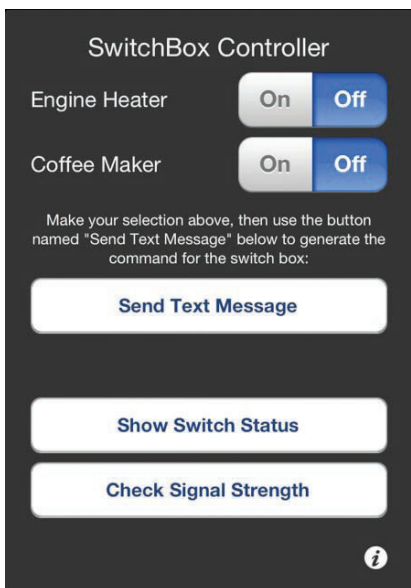 SwitchBox Controller
Engine Heater On Off
Coffee Maker On Off
Make your selection above, then use the button
named "Send Text Message" below to generate the
command for the switch box:
Send Text Message
Show Switch Status
Check Signal Strength
i